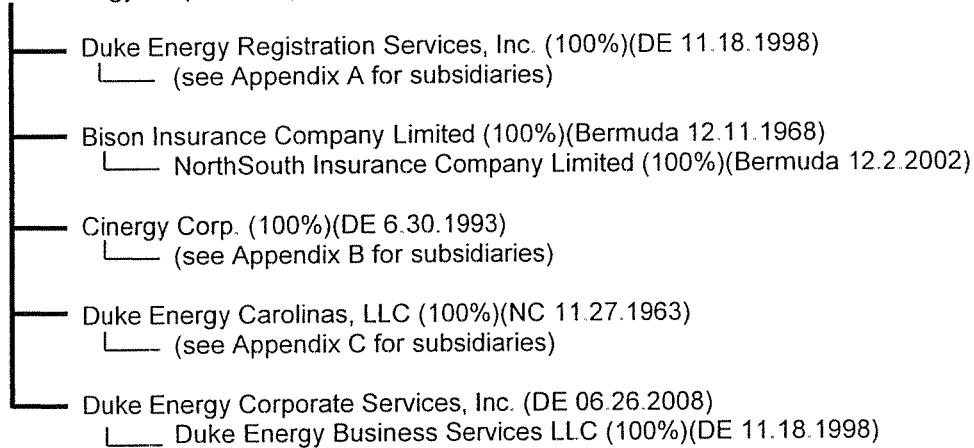 Duke Energy Registration Services, Inc. (100%)(DE 11.18.1998)
(see Appendix A for subsidiaries)
Bison Insurance Company Limited (100%)(Bermuda 12.11.1968)
NorthSouth Insurance Company Limited (100%)(Bermuda 12.2.2002)
Cinergy Corp. (100%)(DE 6.30.1993)
(see Appendix B for subsidiaries)
Duke Energy Carolinas, LLC (100%)(NC 11.27.1963)
(see Appendix C for subsidiaries)
Duke Energy Corporate Services, Inc. (DE 06.26.2008)
Duke Energy Business Services LLC (100%)(DE 11.18.1998)